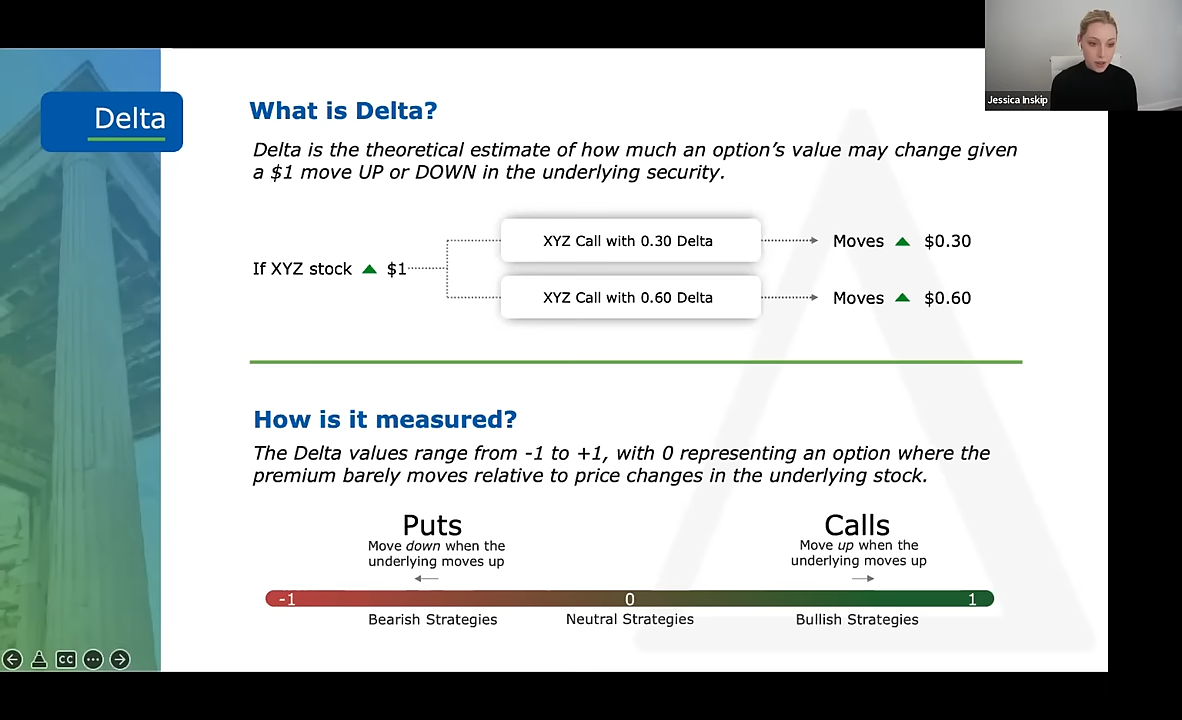 Jessica Inskip
Delta
What is Delta?
Delta is the theoretical estimate of how much an option’s value may change given
a $1 move UP or DOWN in the underlying security.
XYZ Call with 0.30 Delta
Moves ▲ $0.30
If XYZ stock ▲ $1
XYZ Call with 0.60 Delta
Moves ▲ $0.60
How is it measured?
The Delta values range from -1 to +1, with 0 representing an option where the
premium barely moves relative to price changes in the underlying stock.
Puts
Move down when the
underlying moves up
Calls
Move up when the
underlying moves up
-1
0
1
Bearish Strategies
Neutral Strategies
Bullish Strategies
CC